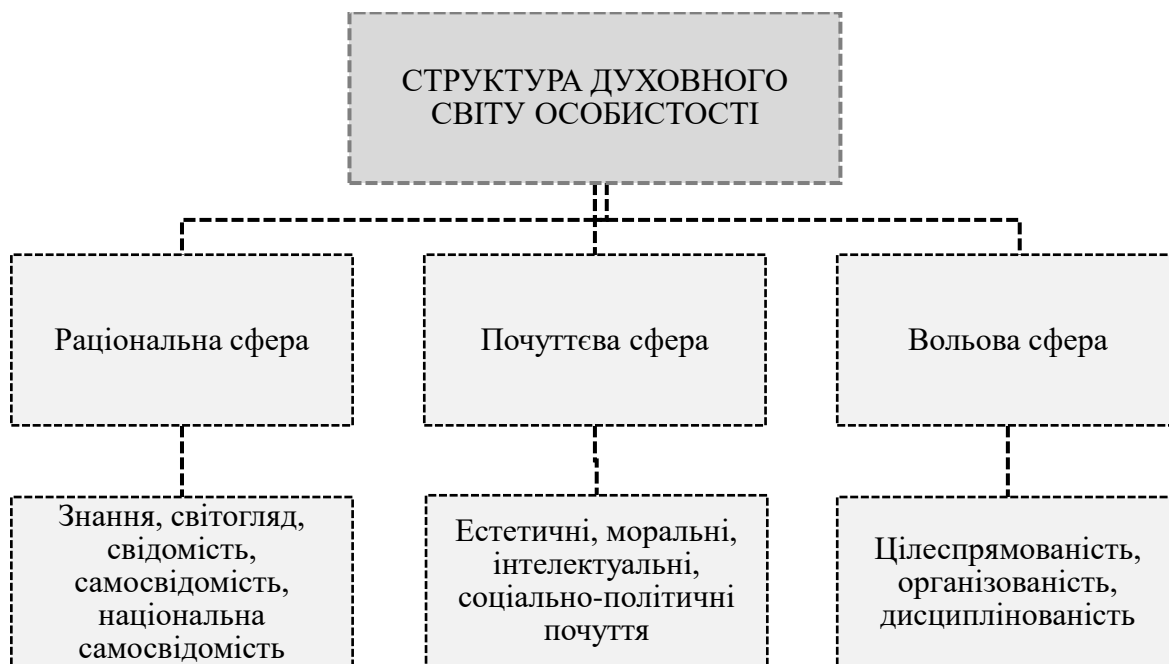 СТРУКТУРА ДУХОВНОГО
СВІТУ ОСОБИСТОСТІ
Раціональна сфера
Почуттєва сфера
Вольова сфера
Знання, світогляд,
свідомість,
самосвідомість,
національна
самосвідомість
Естетичні, моральні,
інтелектуальні,
соціально-політичні
почуття
Цілеспрямованість,
організованість,
дисциплінованість